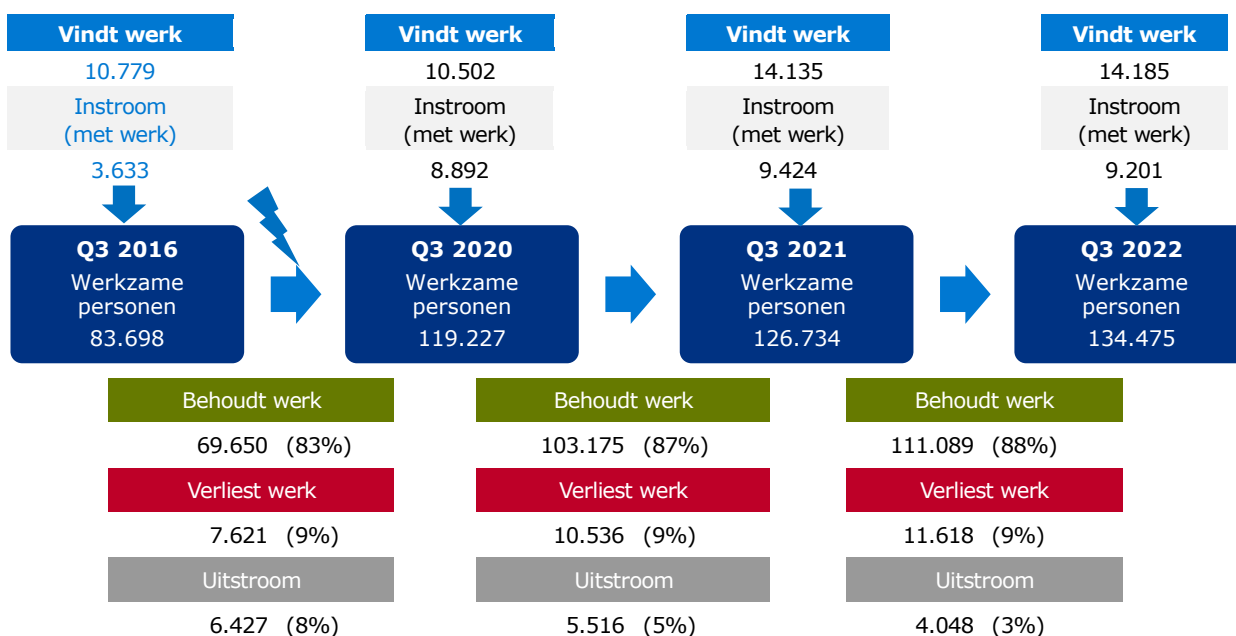 Vindt werk
10.779
Instroom
(met werk)
3.633
Vindt werk
10.502
Instroom
(met werk)
8.892
Vindt werk
14.135
Instroom
(met werk)
9.424
Vindt werk
14.185
Instroom
(met werk)
9.201
Q3 2016
Werkzame
personen
83.698
Q3 2020
Werkzame
personen
119.227
Q3 2021
Werkzame
personen
126.734
Q3 2022
Werkzame
personen
134.475
Behoudt werk
69.650 (83%)
Verliest werk
7.621 (9%)
Uitstroom
6.427 (8%)
Behoudt werk
103.175 (87%)
Verliest werk
10.536 (9%)
Uitstroom
5.516 (5%)
Behoudt werk
111.089 (88%)
Verliest werk
11.618 (9%)
Uitstroom
4.048 (3%)